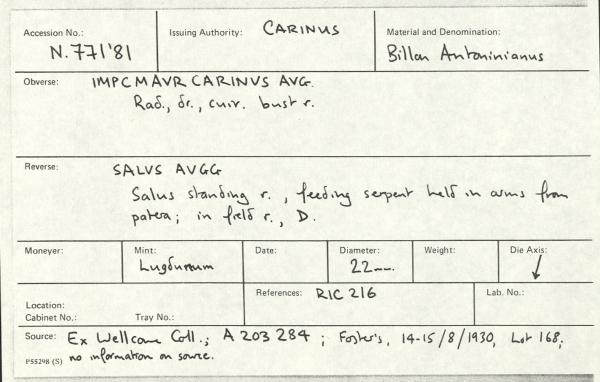 Accession No.: N.771'81
Issuing Authority: CARINUS
Material and Denomination: Billon Antoninianus
Obverse: IMPC MAVR CARINVS AVG.
Rad., dr., cuir. bust r.
Reverse: SALVS AVGG
Salus standing r., feeding serpent held in arms from
patera; in field r., D.
Moneyer:
Mint: Lugdunum
Date:
Diameter: 22mm.
Weight:
Die Axis: ↓
Location:
Cabinet No.: Tray No.:
References: RIC 216
Lab. No.:
Source: Ex Wellcome Coll.; A 203 284; Foster's, 14-15/8/1930, Lot 168;
P55298 (S) no information on source.